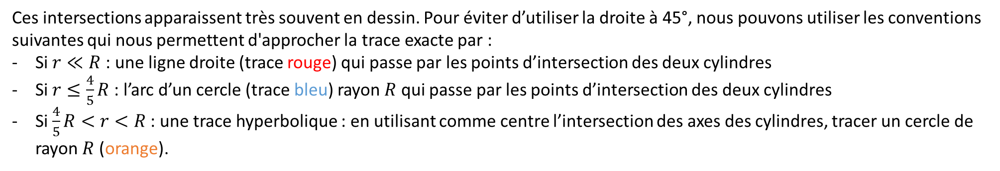 Ces intersections apparaissent très souvent en dessin. Pour éviter d’utiliser la droite à 45°, nous pouvons utiliser les conventions
suivantes qui nous permettent d'approcher la trace exacte par :
- Si r ≪ R : une ligne droite (trace rouge) qui passe par les points d’intersection des deux cylindres
- Si r ≤ 4/5 R : l’arc d’un cercle (trace bleu) rayon R qui passe par les points d’intersection des deux cylindres
- Si 4/5 R < r < R : une trace hyperbolique : en utilisant comme centre l’intersection des axes des cylindres, tracer un cercle de
rayon R (orange).